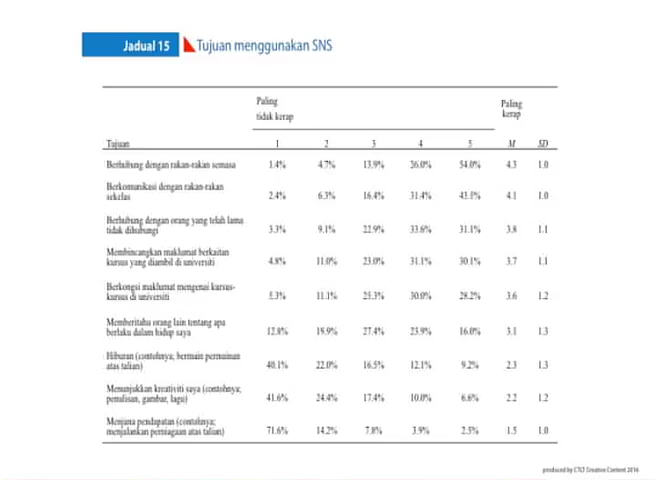 Jadual 15 Tujuan menggunakan SNS
Paling
tidak kerap
Paling
kerap
Tujuan 1 2 3 4 5 M SD
Berhubung dengan rakan-rakan semasa 1.4% 4.7% 13.9% 26.0% 54.0% 4.3 1.0
Berkomunikasi dengan rakan-rakan
sekelas 2.4% 6.3% 16.4% 31.4% 43.5% 4.1 1.0
Berhubung dengan orang yang telah lama
tidak dihubungi 3.3% 9.1% 22.9% 33.6% 31.1% 3.8 1.1
Membincangkan maklumat berkaitan
kursus yang diambil di universiti 4.8% 11.0% 23.0% 31.1% 30.1% 3.7 1.1
Berkongsi maklumat mengenai kursus-
kursus di universiti 5.3% 11.1% 25.3% 30.0% 28.2% 3.6 1.2
Memberitahu orang lain tentang apa
berlaku dalam hidup saya 12.8% 19.9% 27.4% 23.9% 16.0% 3.1 1.3
Hiburan (contohnya; bermain permainan
atas talian) 40.1% 22.0% 16.5% 12.1% 9.2% 2.3 1.3
Menunjukkan kreativiti saya (contohnya;
penulisan, gambar, lagu) 41.6% 24.4% 17.4% 10.0% 6.6% 2.2 1.2
Menjana pendapatan (contohnya;
menjalankan perniagaan atas talian) 71.6% 14.2% 7.8% 3.9% 2.5% 1.5 1.0
produced by CTLT Creative Content 2016